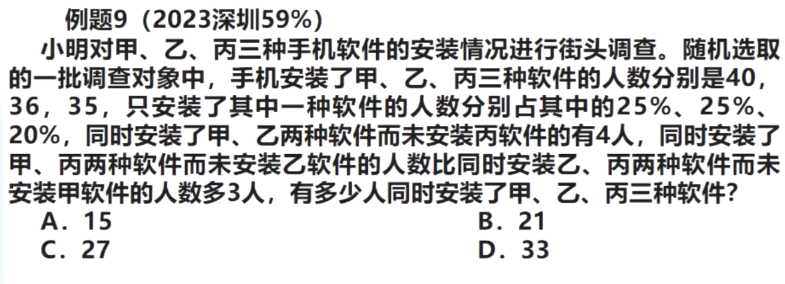 例题9（2023深圳59%）
小明对甲、乙、丙三种手机软件的安装情况进行街头调查。随机选取
的一批调查对象中，手机安装了甲、乙、丙三种软件的人数分别是40，
36，35，只安装了其中一种软件的人数分别占其中的25%、25%、
20%，同时安装了甲、乙两种软件而未安装丙软件的有4人，同时安装了
甲、丙两种软件而未安装乙软件的人数比同时安装乙、丙两种软件而未
安装甲软件的人数多3人，有多少人同时安装了甲、乙、丙三种软件？
A．15 B．21
C．27 D．33